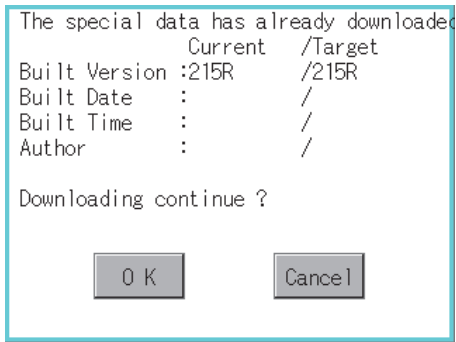 The special data has already downloaded
Current /Target
Built Version :215R /215R
Built Date : /
Built Time : /
Author : /
Downloading continue ?
O K Cancel